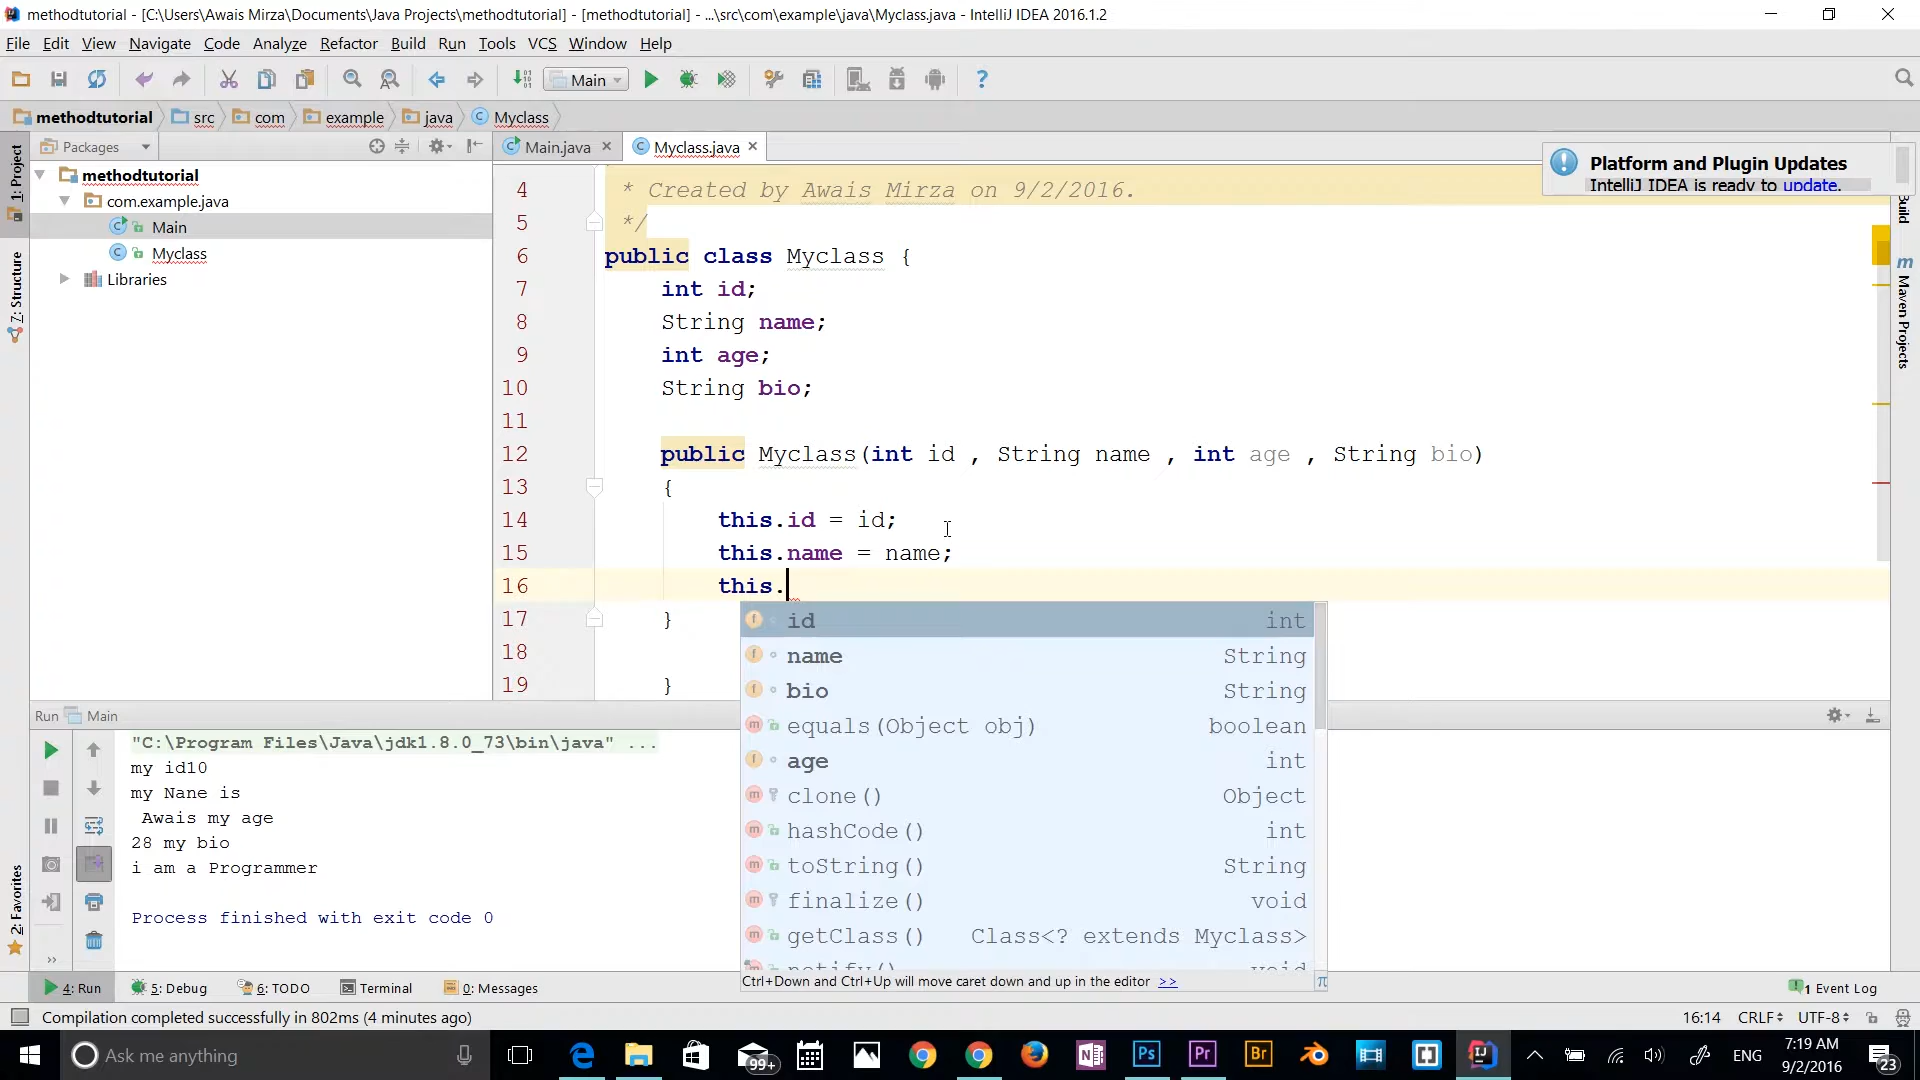 methodtutorial - [C:\Users\Awais Mirza\Documents\Java Projects\methodtutorial] - [methodtutorial] - ...\src\com\example\java\Myclass.java - IntelliJ IDEA 2016.1.2
File Edit View Navigate Code Analyze Refactor Build Run Tools VCS Window Help
Main
methodtutorial src com example java Myclass
1: Project
7: Structure
2: Favorites
Packages
methodtutorial
com.example.java
Main
Myclass
Libraries
Main.java Myclass.java
Platform and Plugin Updates
IntelliJ IDEA is ready to update.
Build
Maven Projects
4 * Created by Awais Mirza on 9/2/2016.
5 */
6 public class Myclass {
7 int id;
8 String name;
9 int age;
10 String bio;
11
12 public Myclass(int id , String name , int age , String bio)
13 {
14 this.id = id;
15 this.name = name;
16 this.
17 }
18
19 }
id int
name String
bio String
equals(Object obj) boolean
age int
clone() Object
hashCode() int
toString() String
finalize() void
getClass() Class<? extends Myclass>
notify() void
Ctrl+Down and Ctrl+Up will move caret down and up in the editor >>
Run Main
"C:\Program Files\Java\jdk1.8.0_73\bin\java" ...
my id10
my Nane is
Awais my age
28 my bio
i am a Programmer
Process finished with exit code 0
4: Run 5: Debug 6: TODO Terminal 0: Messages 1 Event Log
Compilation completed successfully in 802ms (4 minutes ago) 16:14 CRLF UTF-8
Ask me anything
99+
Ps Pr Br
ENG
7:19 AM
9/2/2016
23